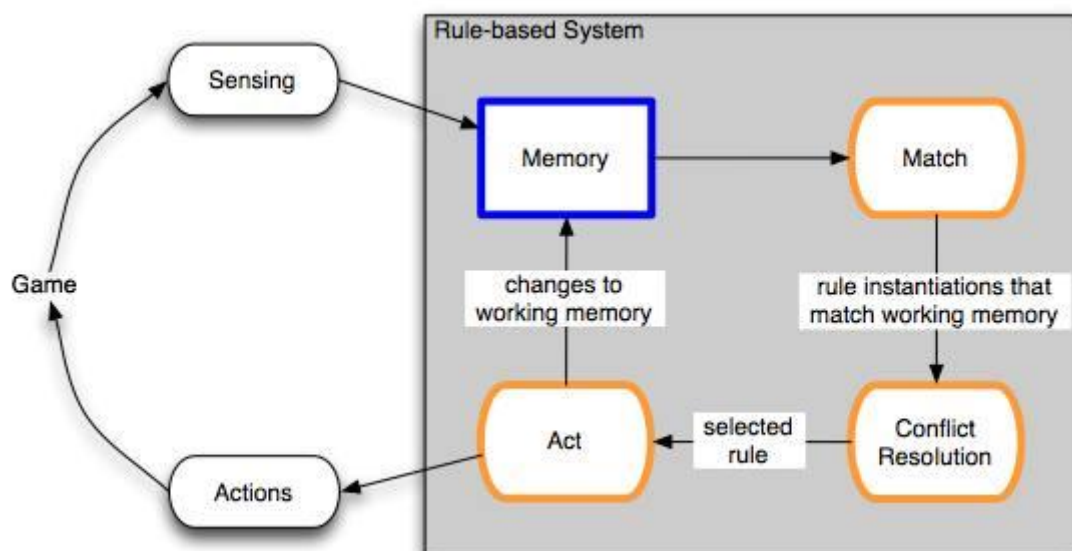 Rule-based System
Sensing
Memory
Match
Game
changes to
working memory
rule instantiations that
match working memory
Act
selected
rule
Conflict
Resolution
Actions